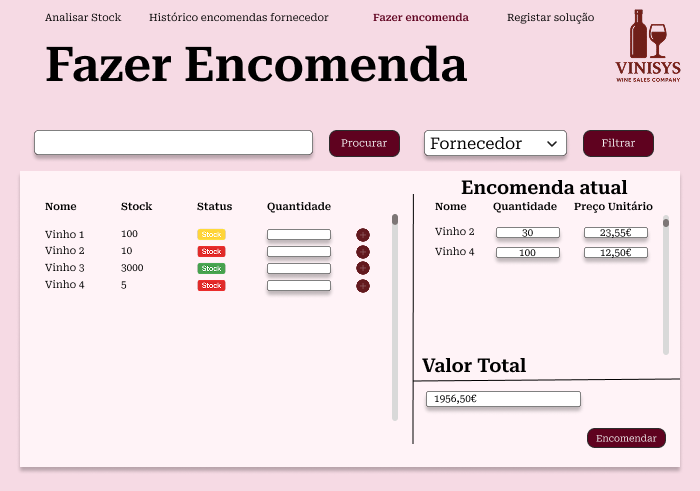 Analisar Stock Histórico encomendas fornecedor Fazer encomenda Registar solução
VINISYS
WINE SALES COMPANY
Fazer Encomenda
Procurar Fornecedor Filtrar
Encomenda atual
Nome Stock Status Quantidade
Nome Quantidade Preço Unitário
Vinho 1 100 Stock
Vinho 2 10 Stock
Vinho 3 3000 Stock
Vinho 4 5 Stock
Vinho 2 30 23,55€
Vinho 4 100 12,50€
Valor Total
1956,50€
Encomendar